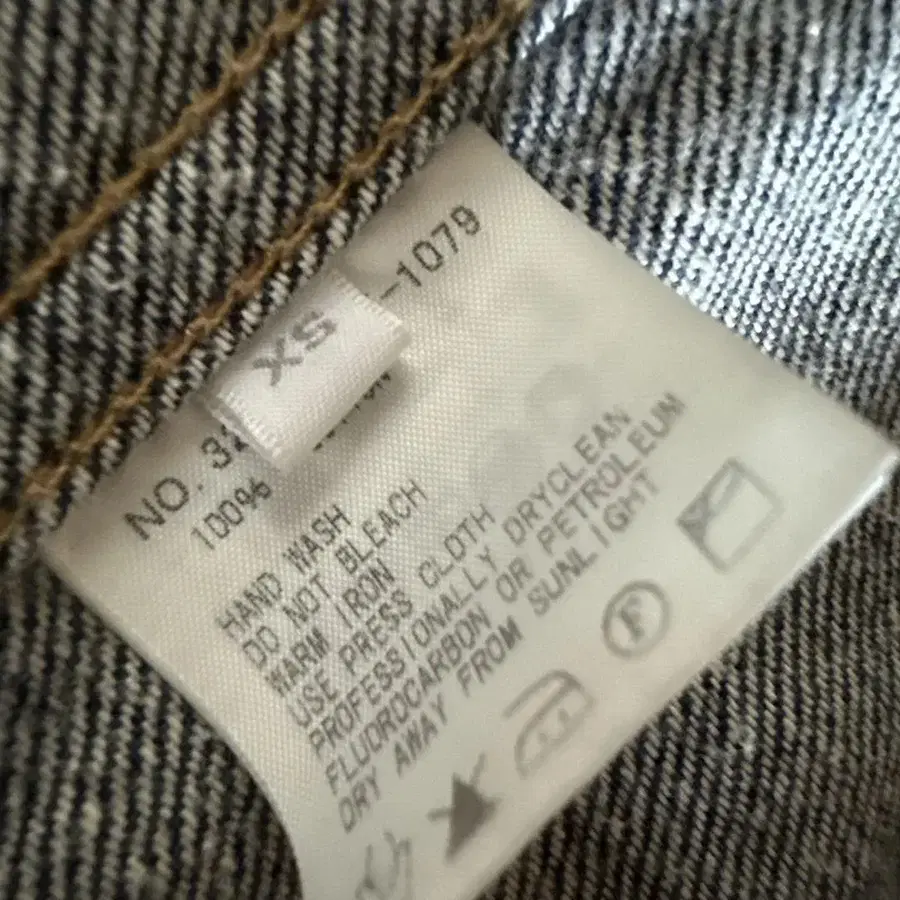 XS
NO. 32 -1079
100%
HAND WASH
DO NOT BLEACH
WARM IRON
USE PRESS CLOTH
PROFESSIONALLY DRYCLEAN
FLUOROCARBON OR PETROLEUM
DRY AWAY FROM SUNLIGHT
F